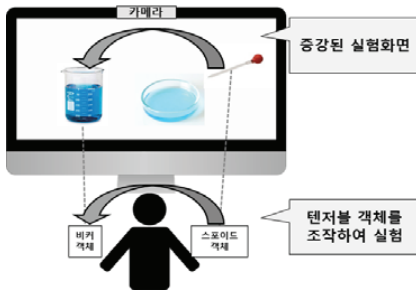 카메라
증강된 실험화면
텐저블 객체를
조작하여 실험
비커
객체
스포이드
객체